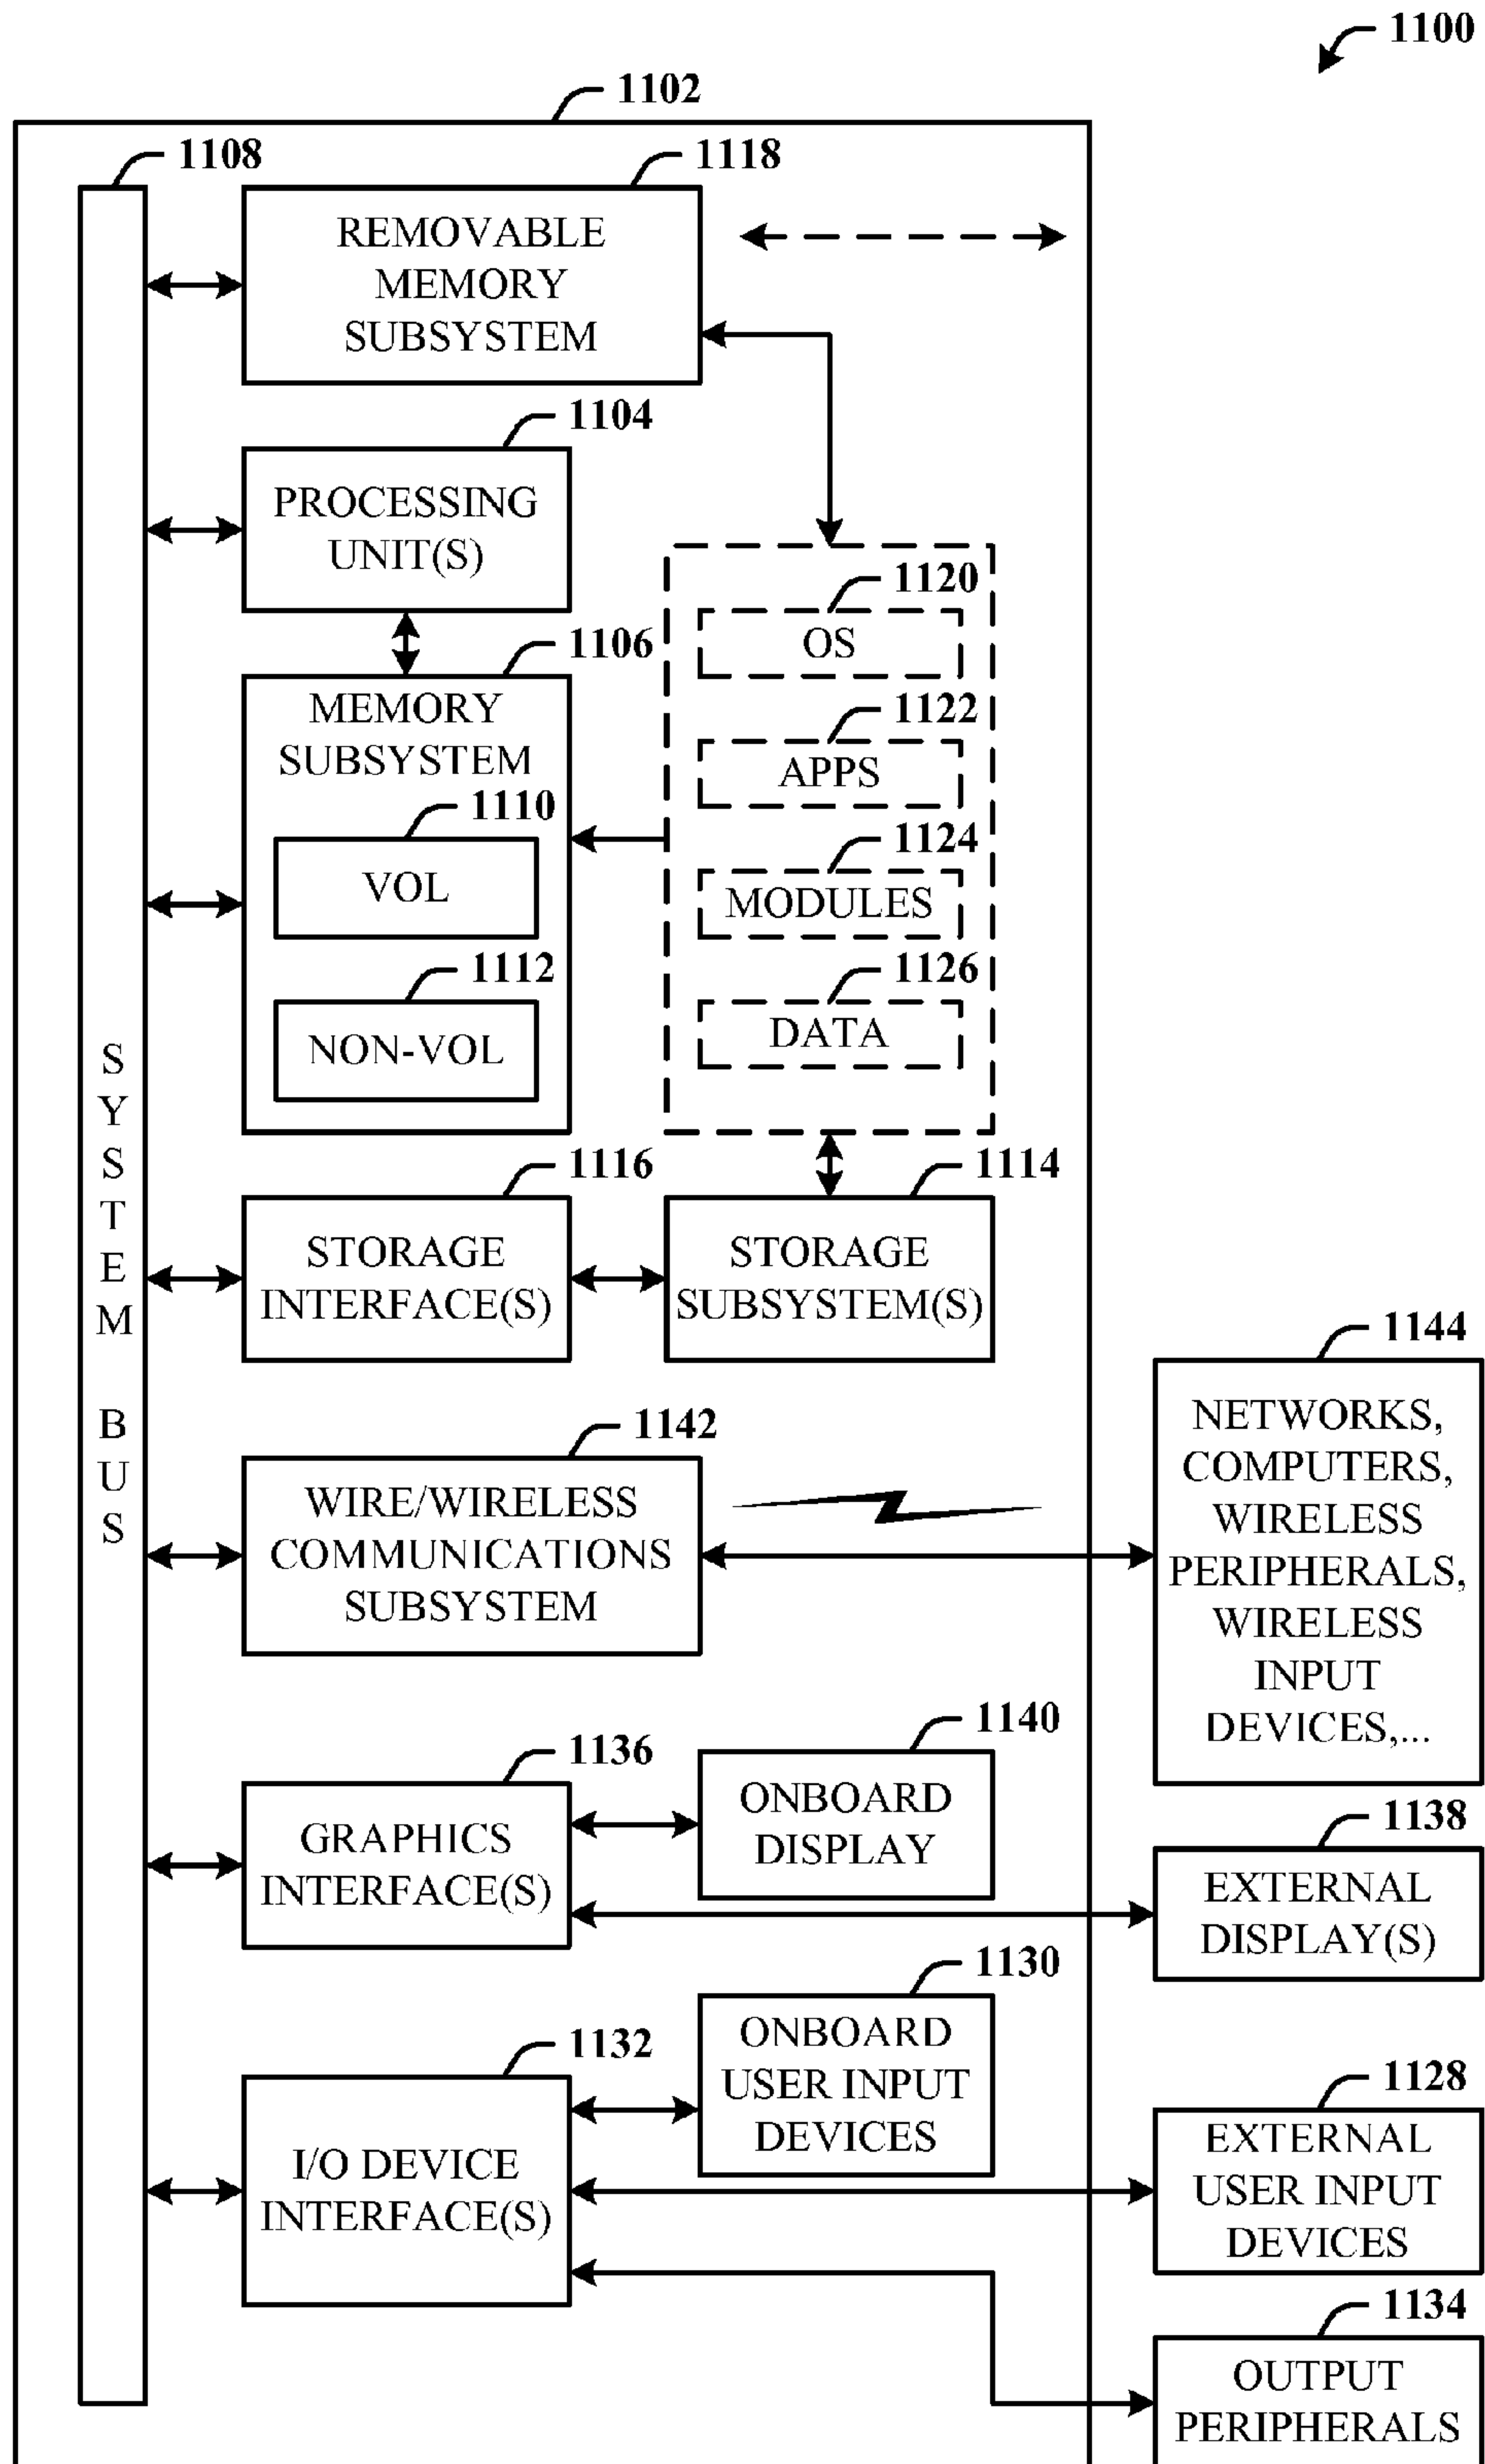 1100
1102
1108
1118
REMOVABLE
MEMORY
SUBSYSTEM
1104
PROCESSING
UNIT(S)
1106
MEMORY
SUBSYSTEM
1110
VOL
1112
NON-VOL
1120
OS
1122
APPS
1124
MODULES
1126
DATA
SYSTEM BUS
1116
STORAGE
INTERFACE(S)
1114
STORAGE
SUBSYSTEM(S)
1142
WIRE/WIRELESS
COMMUNICATIONS
SUBSYSTEM
1144
NETWORKS,
COMPUTERS,
WIRELESS
PERIPHERALS,
WIRELESS
INPUT
DEVICES,...
1136
GRAPHICS
INTERFACE(S)
1140
ONBOARD
DISPLAY
1138
EXTERNAL
DISPLAY(S)
1132
I/O DEVICE
INTERFACE(S)
1130
ONBOARD
USER INPUT
DEVICES
1128
EXTERNAL
USER INPUT
DEVICES
1134
OUTPUT
PERIPHERALS